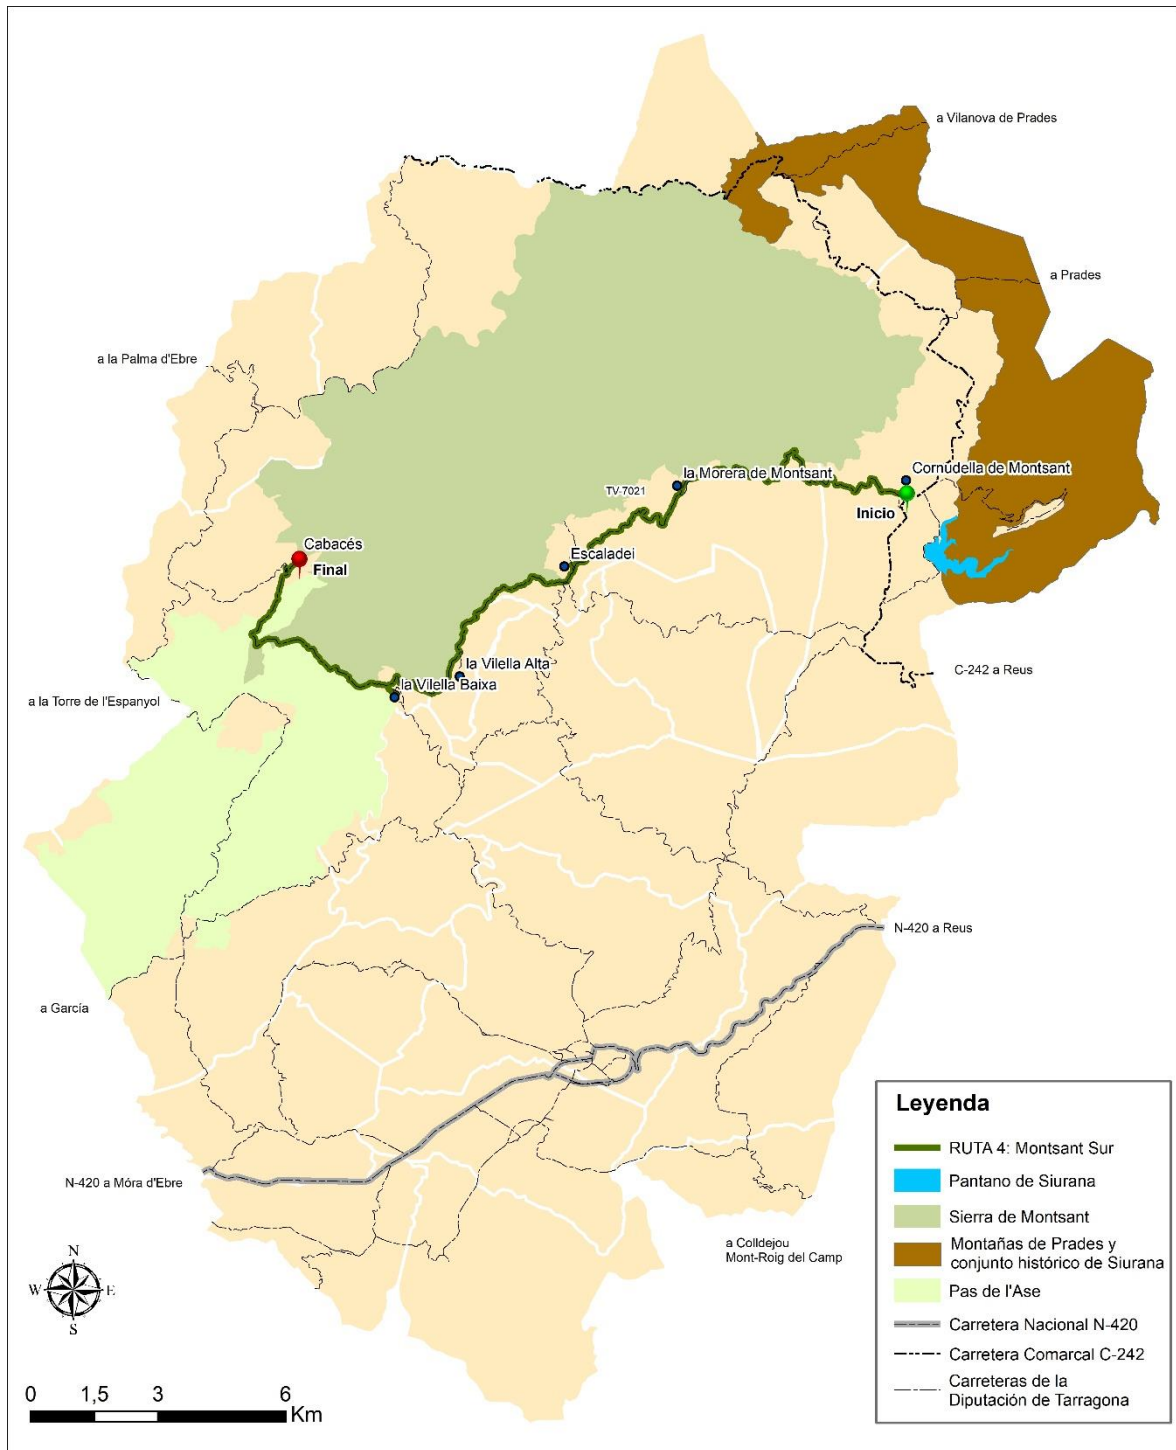 a Vilanova de Prades
a Prades
a la Palma d'Ebre
la Morera de Montsant
Cornudella de Montsant
TV-7021
Inicio
Cabacés
Final
Escaladei
la Vilella Alta
la Vilella Baixa
C-242 a Reus
a la Torre de l'Espanyol
N-420 a Reus
a García
N-420 a Móra d'Ebre
a Colldejou
Mont-Roig del Camp
N
W E
S
0 1,5 3 6
Km
Leyenda
RUTA 4: Montsant Sur
Pantano de Siurana
Sierra de Montsant
Montañas de Prades y
conjunto histórico de Siurana
Pas de l'Ase
Carretera Nacional N-420
Carretera Comarcal C-242
Carreteras de la
Diputación de Tarragona